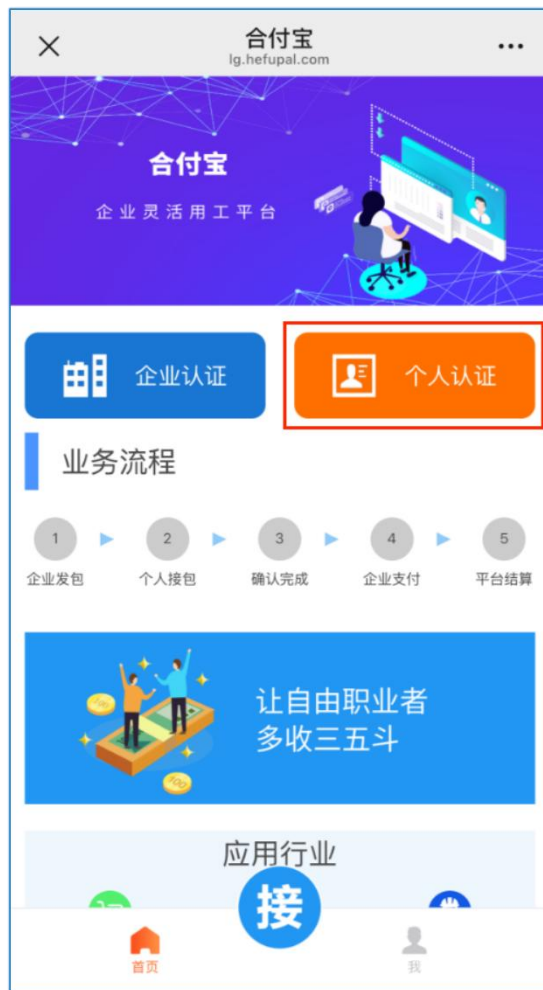 合付宝
lg.hefupal.com
合付宝
企业灵活用工平台
企业认证
个人认证
业务流程
1
2
3
4
5
企业发包
个人接包
确认完成
企业支付
平台结算
让自由职业者
多收三五斗
100
100
应用行业
接
首页
我